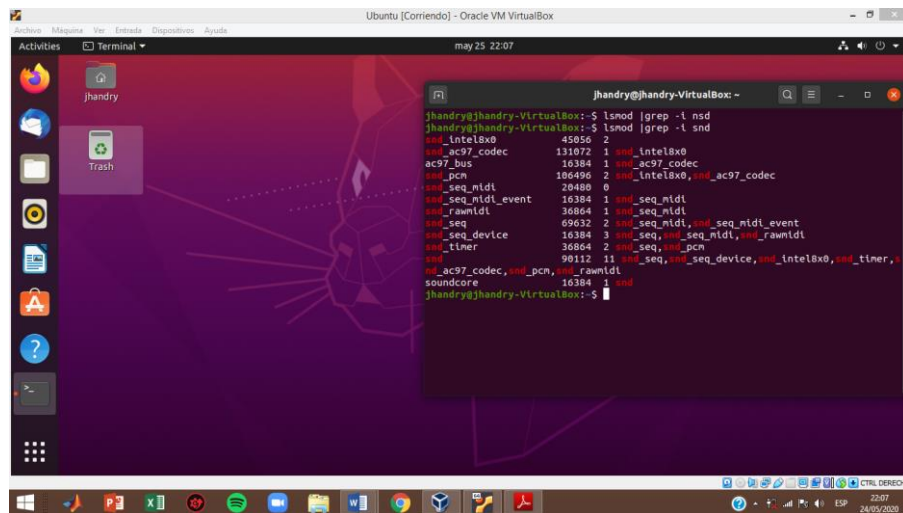 Ubuntu [Corriendo] - Oracle VM VirtualBox
Archivo Máquina Ver Entrada Dispositivos Ayuda
Activities Terminal may 25 22:07
jhandry
Trash
jhandry@jhandry-VirtualBox: ~
jhandry@jhandry-VirtualBox:~$ lsmod |grep -i nsd
jhandry@jhandry-VirtualBox:~$ lsmod |grep -i snd
snd_intel8x0 45056 2
snd_ac97_codec 131072 1 snd_intel8x0
ac97_bus 16384 1 snd_ac97_codec
snd_pcm 106496 2 snd_intel8x0,snd_ac97_codec
snd_seq_midi 20480 0
snd_seq_midi_event 16384 1 snd_seq_midi
snd_rawmidi 36864 1 snd_seq_midi
snd_seq 69632 2 snd_seq_midi,snd_seq_midi_event
snd_seq_device 16384 3 snd_seq,snd_seq_midi,snd_rawmidi
snd_timer 36864 2 snd_seq,snd_pcm
snd 90112 11 snd_seq,snd_seq_device,snd_intel8x0,snd_timer,s
nd_ac97_codec,snd_pcm,snd_rawmidi
soundcore 16384 1 snd
jhandry@jhandry-VirtualBox:~$
CTRL DERECH
ESP
22:07
24/05/2020